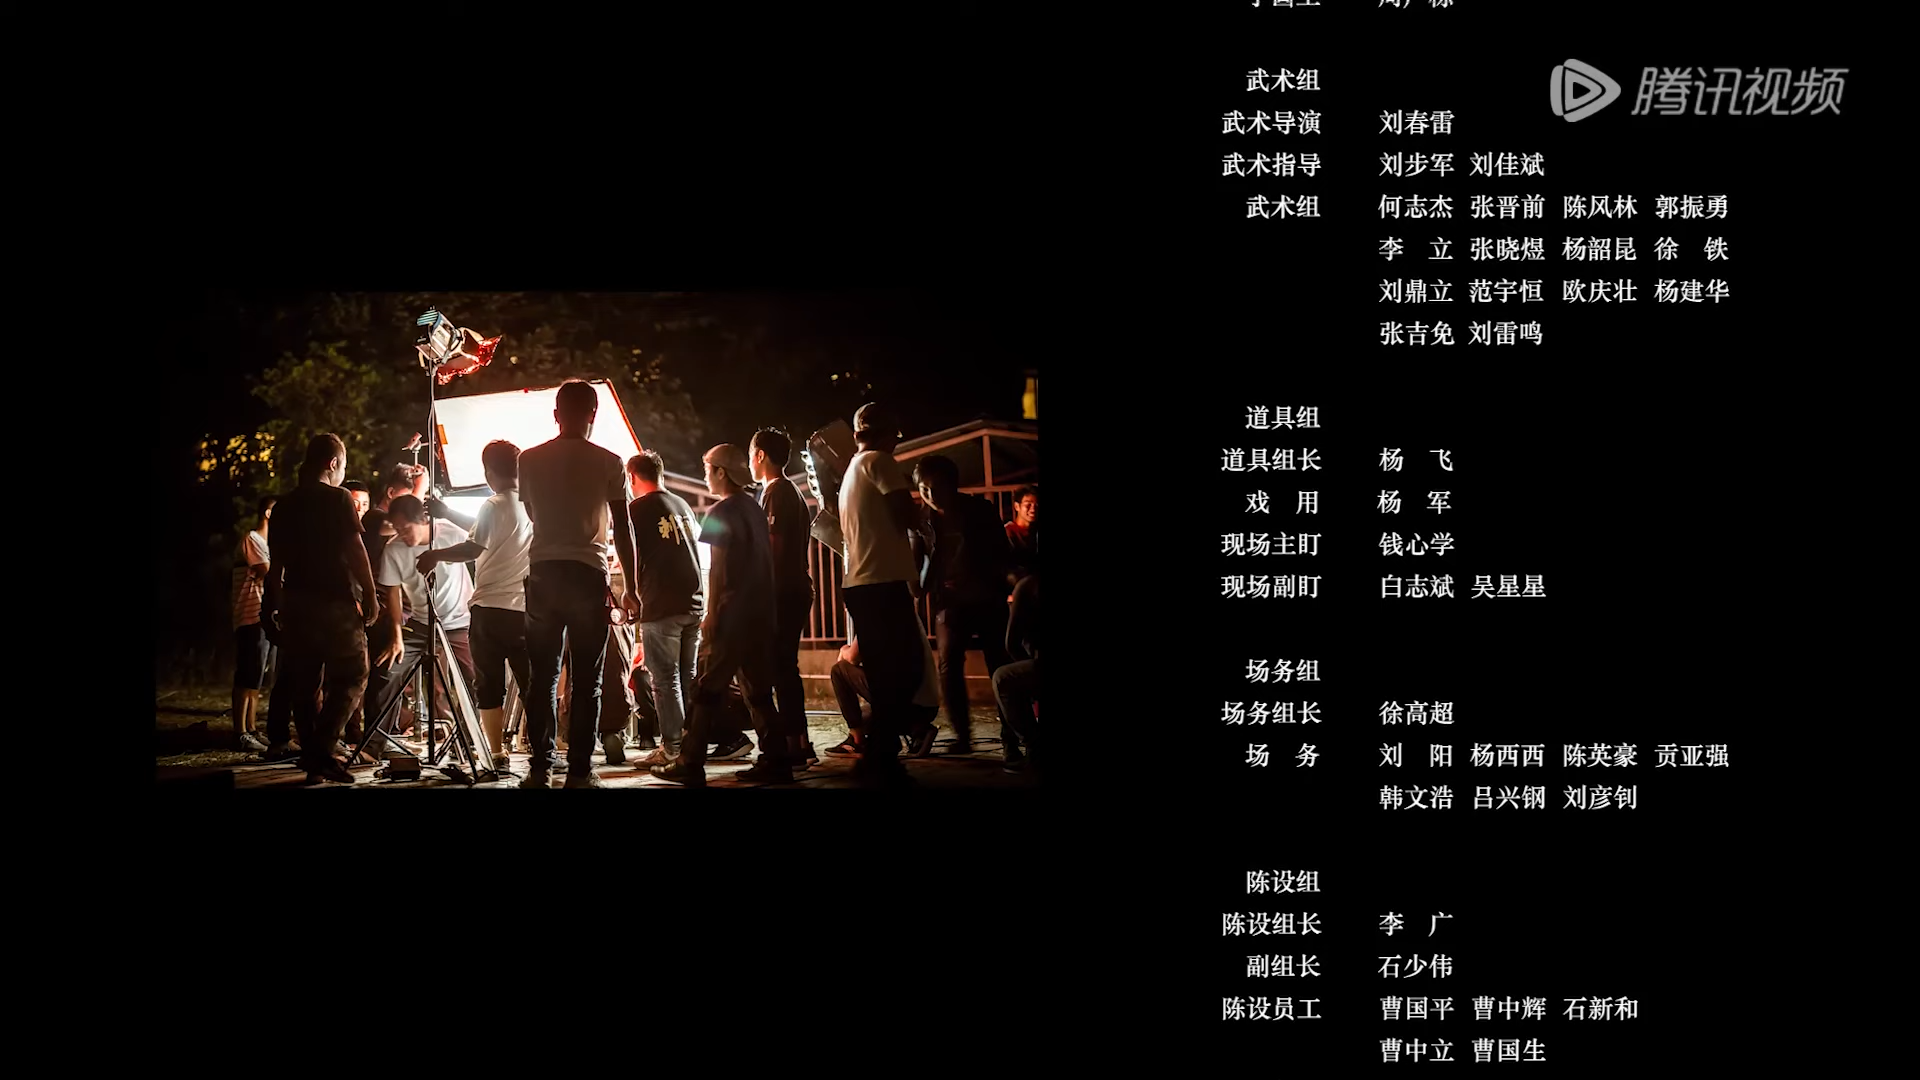 腾讯视频
武术组
武术导演 刘春雷
武术指导 刘步军 刘佳斌
武术组 何志杰 张晋前 陈风林 郭振勇
李 立 张晓煜 杨韶昆 徐 铁
刘鼎立 范宇恒 欧庆壮 杨建华
张吉免 刘雷鸣
道具组
道具组长 杨 飞
戏 用 杨 军
现场主盯 钱心学
现场副盯 白志斌 吴星星
场务组
场务组长 徐高超
场 务 刘 阳 杨西西 陈英豪 贡亚强
韩文浩 吕兴钢 刘彦钊
陈设组
陈设组长 李 广
副组长 石少伟
陈设员工 曹国平 曹中辉 石新和
曹中立 曹国生